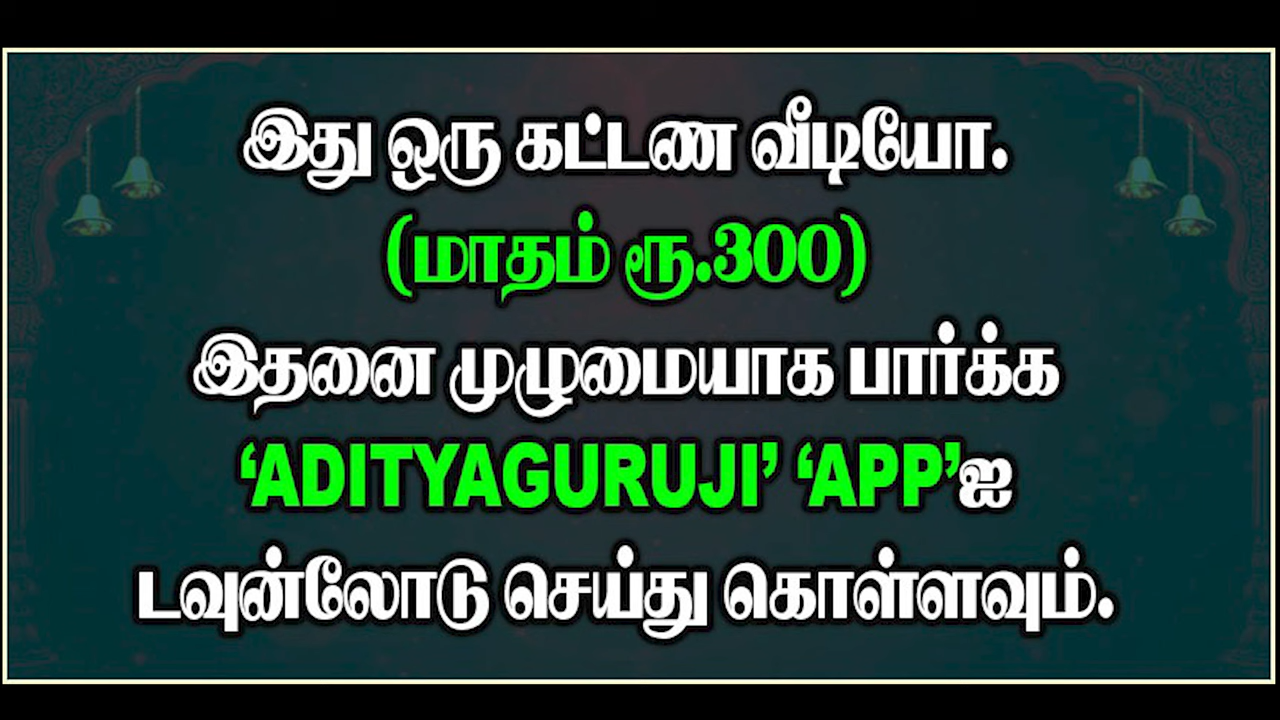 இது ஒரு கட்டண வீடியோ.
(மாதம் ரூ.300)
இதனை முழுமையாக பார்க்க
‘ADITYAGURUJI’ ‘APP’ஐ
டவுன்லோடு செய்து கொள்ளவும்.